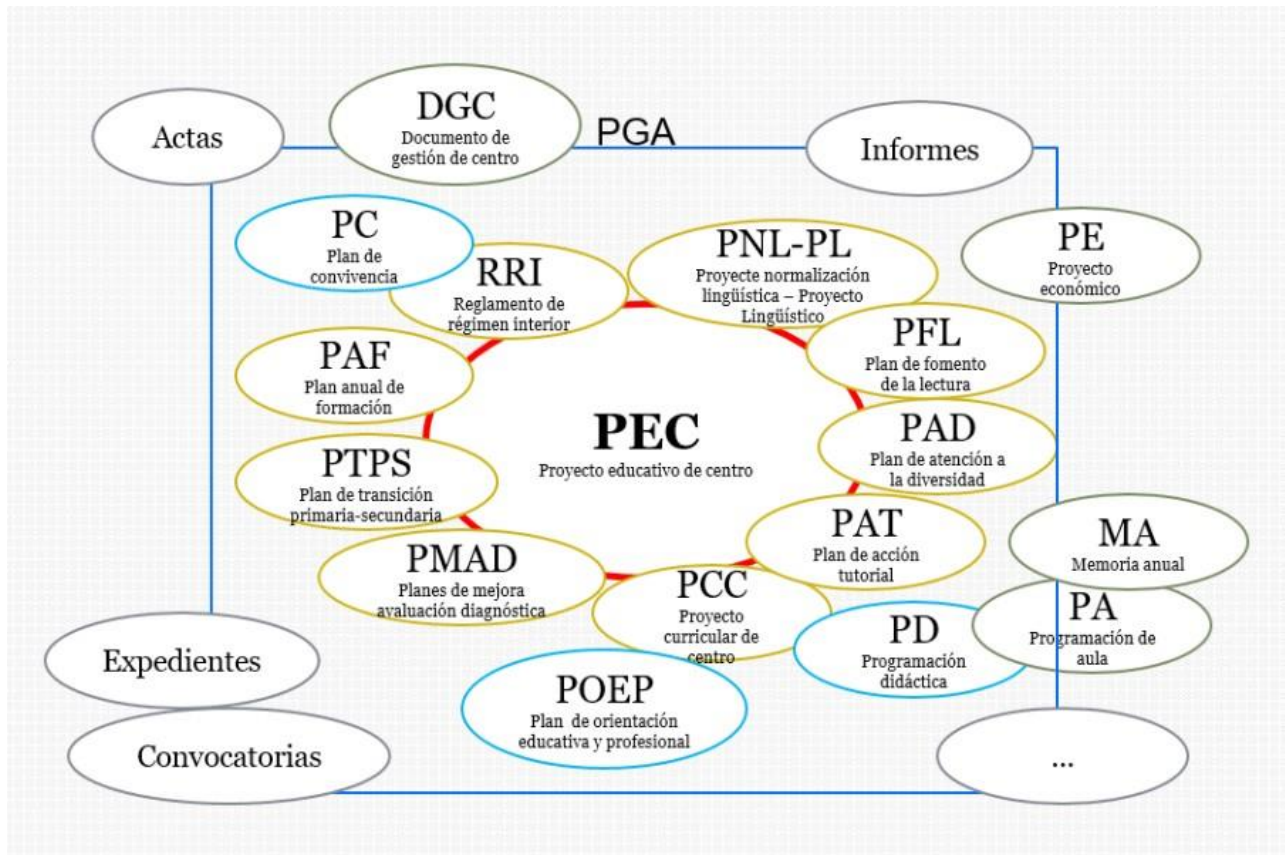 DGC
Documento de
gestión de centro
PGA
Actas
Informes
PC
Plan de
convivencia
RRI
Reglamento de
régimen interior
PNL-PL
Proyecte normalización
lingüística – Proyecto
Lingüístico
PE
Proyecto
económico
PAF
Plan anual de
formación
PFL
Plan de fomento
de la lectura
PEC
Proyecto educativo de centro
PAD
Plan de atención a
la diversidad
PTPS
Plan de transición
primaria-secundaria
PAT
Plan de acción
tutorial
MA
Memoria anual
PMAD
Planes de mejora
avaluación diagnóstica
PCC
Proyecto
curricular de
centro
PD
Programación
didáctica
PA
Programación de
aula
Expedientes
POEP
Plan de orientación
educativa y profesional
Convocatorias
...